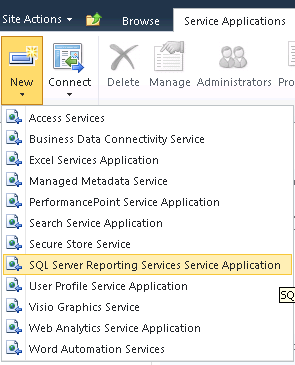 Site Actions
Browse
Service Applications
New
Connect
Delete
Manage
Administrators
Access Services
Business Data Connectivity Service
Excel Services Application
Managed Metadata Service
PerformancePoint Service Application
Search Service Application
Secure Store Service
SQL Server Reporting Services Service Application
User Profile Service Application
SQ
Visio Graphics Service
Web Analytics Service Application
Word Automation Services